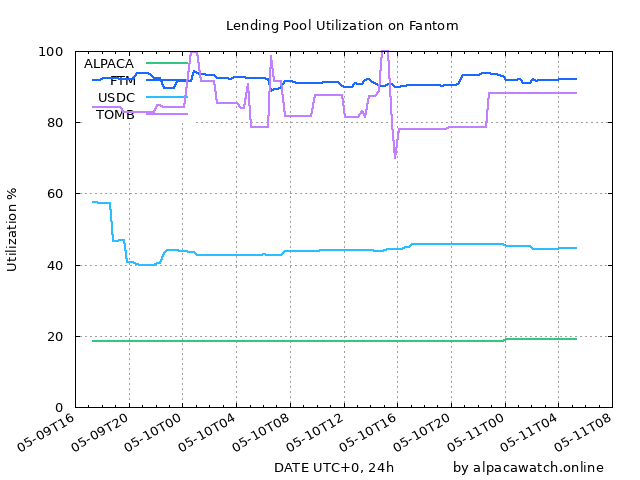 Lending Pool Utilization on Fantom
100
80
60
40
20
0
Utilization %
ALPACA
FTM
USDC
TOMB
05-09T16
05-09T20
05-10T00
05-10T04
05-10T08
05-10T12
05-10T16
05-10T20
05-11T00
05-11T04
05-11T08
DATE UTC+0, 24h
by alpacawatch.online